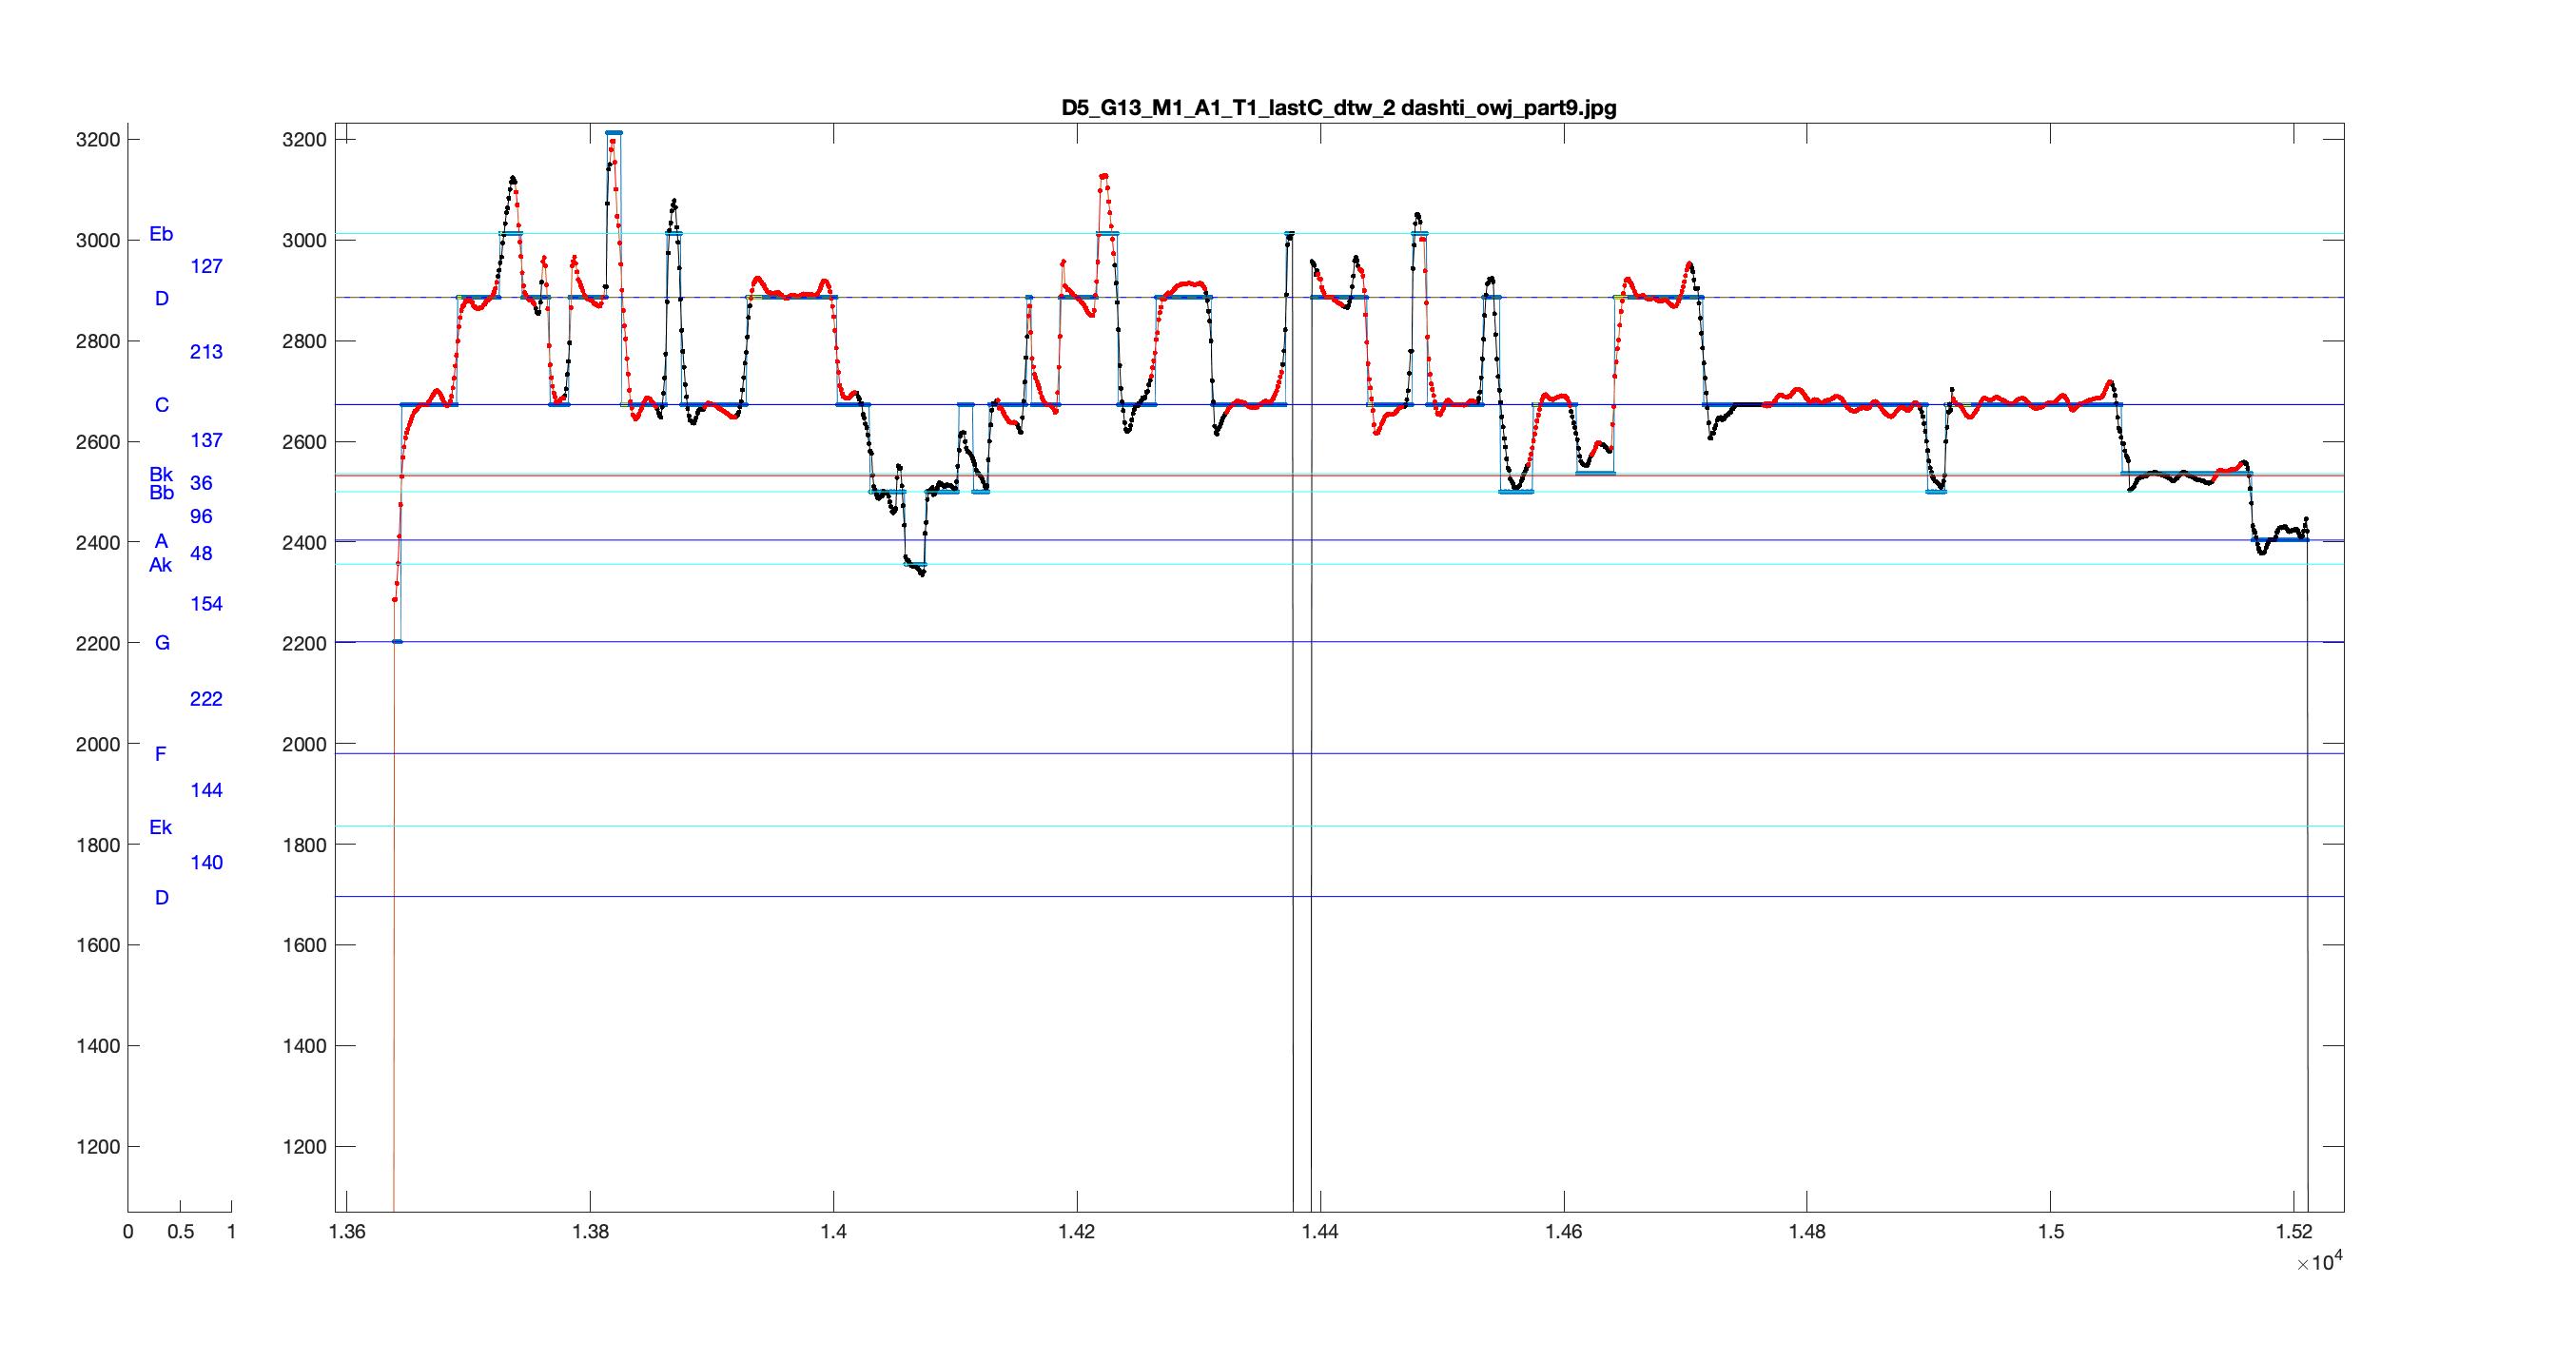 D5_G13_M1_A1_T1_lastC_dtw_2 dashti_owj_part9.jpg
3200 3200
3000 Eb 3000
127
D
2800 213 2800
C
2600 137 2600
Bk
36
Bb
96
2400 A 2400
48
Ak
154
2200 G 2200
222
2000 F 2000
144
1800 Ek 1800
140
D
1600 1600
1400 1400
1200 1200
0 0.5 1 1.36 1.38 1.4 1.42 1.44 1.46 1.48 1.5 1.52
×10⁴